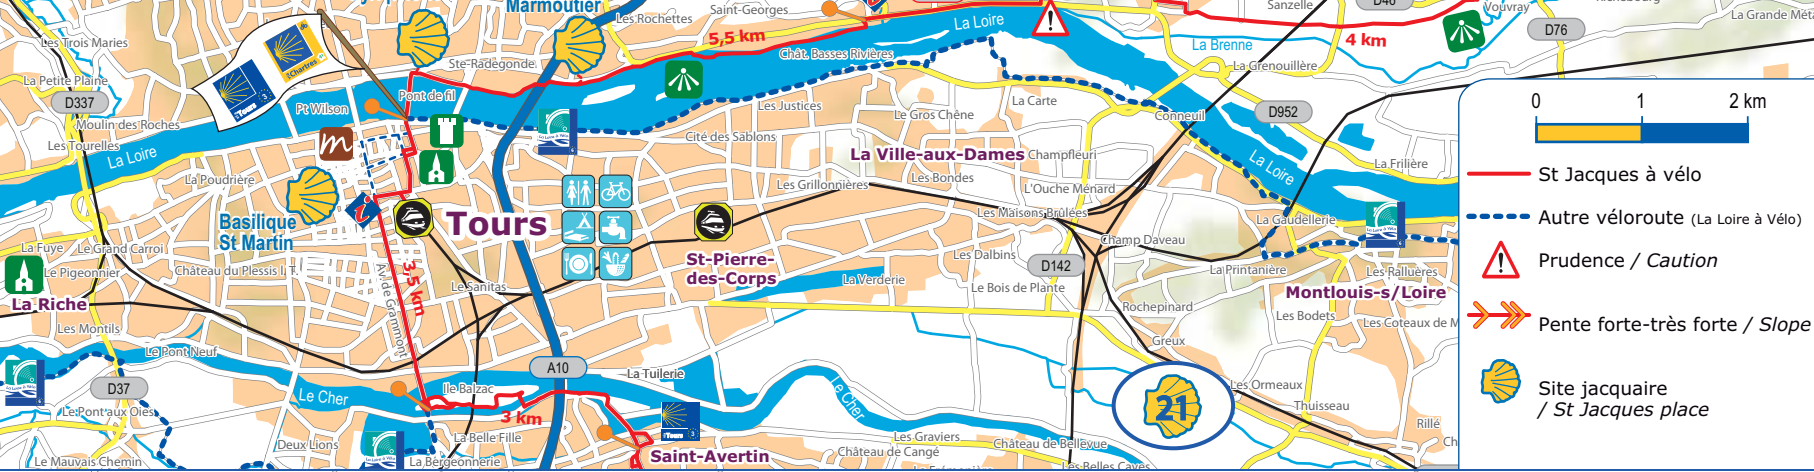 Marmoutier
Les Rochettes
Saint-Georges
La Loire
Sanzelle
D46
Vouvray
La Grande Mét
D76
Les Trois Maries
Ste-Radegonde
5,5 km
Chât. Basses Rivières
La Brenne
4 km
La Grenouillère
La Petite Plaine
D337
Tours
Chartres
Pt Wilson
Pont de fil
Moulin des Roches
Les Tourelles
La Loire
Les Justices
La Carte
Le Gros Chêne
Conneuil
D952
Cité des Sablons
La Ville-aux-Dames
Champfleuri
La Loire
La Frilière
La Poudrière
Les Grillonnières
Les Bondes
L'Ouche Ménard
Basilique
St Martin
Tours
Les Maisons Brûlées
La Gaudellerie
La Fuye
Le Grand Carroi
Champ Daveau
Le Pigeonnier
Château du Plessis l. T.
St-Pierre-
des-Corps
Les Dalbins
D142
La Printanière
Les Ralluères
La Riche
Av de Grammont
3,5 km
Le Sanitas
La Verderie
Le Bois de Plante
Montlouis-s/Loire
Rochepinard
Les Bodets
Les Coteaux de M
Les Montils
Greux
Le Pont Neuf
D37
Le Cher
Ile Balzac
A10
La Tuilerie
Le Cher
21
Les Ormeaux
Thuisseau
Rillé
Le Pont aux Oies
3 km
Tours
Deux Lions
La Belle Fille
Les Graviers
Château de Bellevue
Ch
Le Mauvais Chemin
La Bergeonnerie
Saint-Avertin
Château de Cangé
Les Belles Caves
0 1 2 km
St Jacques à vélo
Autre véloroute (La Loire à Vélo)
Prudence / Caution
Pente forte-très forte / Slope
Site jacquaire
/ St Jacques place